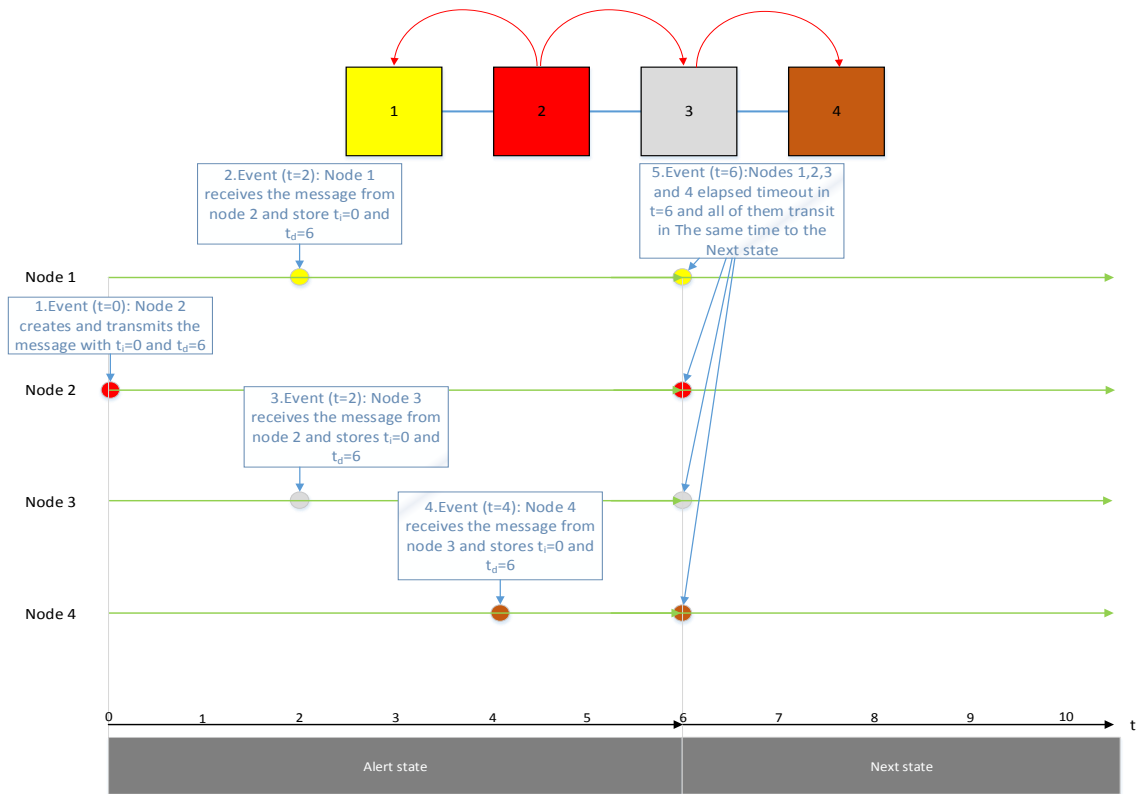 1
2
3
4
2.Event (t=2): Node 1
receives the message from
node 2 and store tᵢ=0 and
t_d=6
5.Event (t=6):Nodes 1,2,3
and 4 elapsed timeout in
t=6 and all of them transit
in The same time to the
Next state
Node 1
1.Event (t=0): Node 2
creates and transmits the
message with tᵢ=0 and t_d=6
Node 2
3.Event (t=2): Node 3
receives the message from
node 2 and stores tᵢ=0 and
t_d=6
Node 3
4.Event (t=4): Node 4
receives the message from
node 3 and stores tᵢ=0 and
t_d=6
Node 4
0 1 2 3 4 5 6 7 8 9 10 t
Alert state
Next state